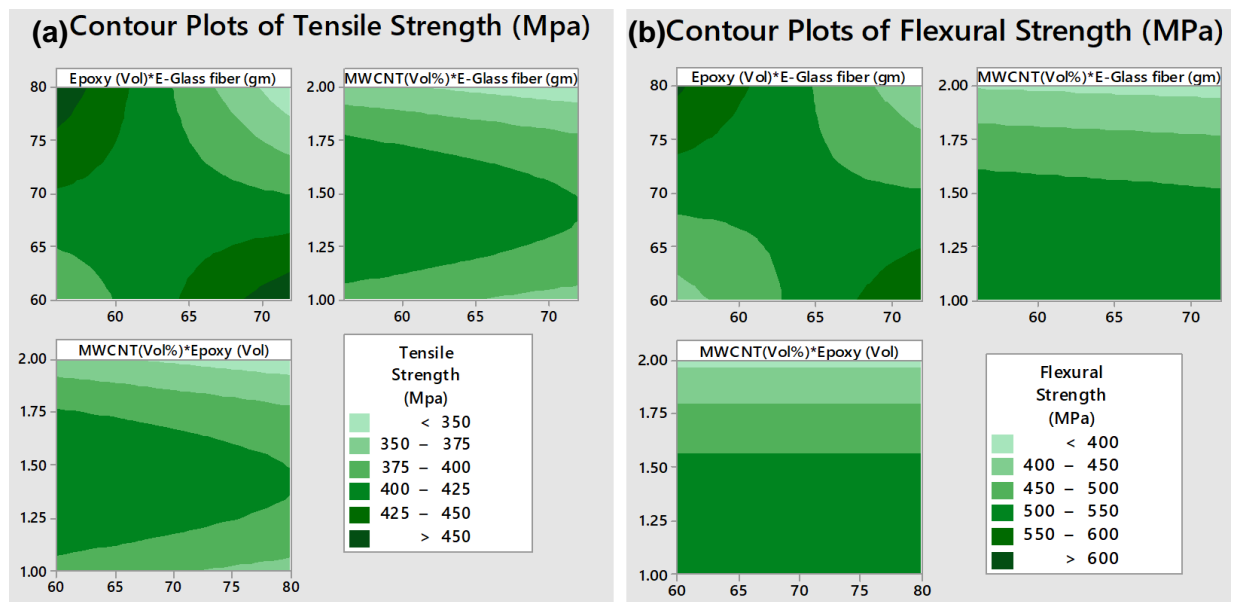 (a) Contour Plots of Tensile Strength (Mpa)
Epoxy (Vol)*E-Glass fiber (gm)
80
75
70
65
60
60 65 70
MWCNT(Vol%)*E-Glass fiber (gm)
2.00
1.75
1.50
1.25
1.00
60 65 70
MWCNT(Vol%)*Epoxy (Vol)
2.00
1.75
1.50
1.25
1.00
60 65 70 75 80
Tensile
Strength
(Mpa)
< 350
350 – 375
375 – 400
400 – 425
425 – 450
> 450
(b) Contour Plots of Flexural Strength (MPa)
Epoxy (Vol)*E-Glass fiber (gm)
80
75
70
65
60
60 65 70
MWCNT(Vol%)*E-Glass fiber (gm)
2.00
1.75
1.50
1.25
1.00
60 65 70
MWCNT(Vol%)*Epoxy (Vol)
2.00
1.75
1.50
1.25
1.00
60 65 70 75 80
Flexural
Strength
(MPa)
< 400
400 – 450
450 – 500
500 – 550
550 – 600
> 600